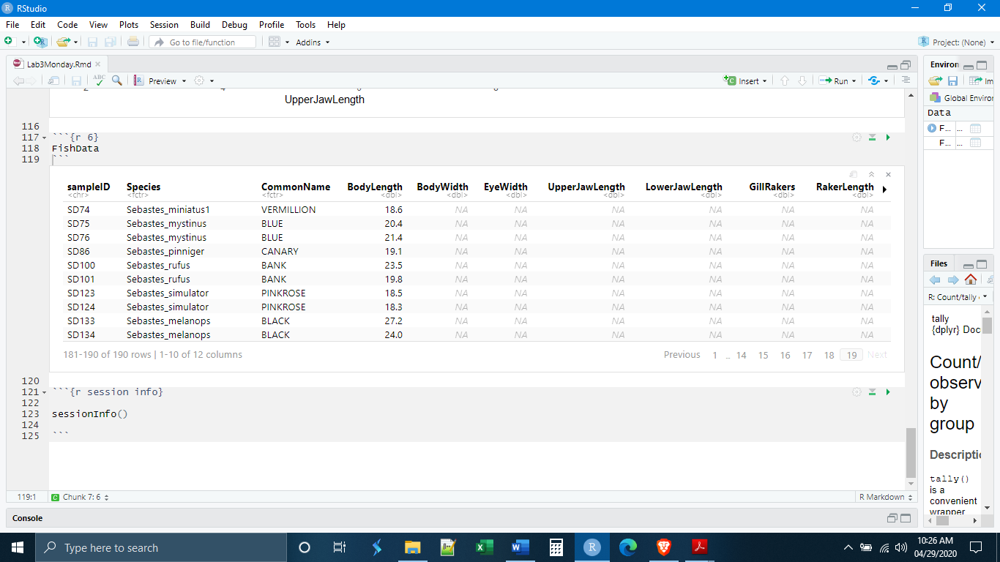 RStudio
File Edit Code View Plots Session Build Debug Profile Tools Help
Go to file/function Addins Project: (None)
Lab3Monday.Rmd
ABC Preview Insert Run
UpperJawLength
116
117 ```{r 6}
118 FishData
119 ```
sampleID Species CommonName BodyLength BodyWidth EyeWidth UpperJawLength LowerJawLength GillRakers RakerLength
<chr> <fctr> <fctr> <dbl> <dbl> <dbl> <dbl> <dbl> <dbl> <dbl>
SD74 Sebastes_miniatus1 VERMILLION 18.6 NA NA NA NA NA NA
SD75 Sebastes_mystinus BLUE 20.4 NA NA NA NA NA NA
SD76 Sebastes_mystinus BLUE 21.4 NA NA NA NA NA NA
SD86 Sebastes_pinniger CANARY 19.1 NA NA NA NA NA NA
SD100 Sebastes_rufus BANK 23.5 NA NA NA NA NA NA
SD101 Sebastes_rufus BANK 19.8 NA NA NA NA NA NA
SD123 Sebastes_simulator PINKROSE 18.5 NA NA NA NA NA NA
SD124 Sebastes_simulator PINKROSE 18.3 NA NA NA NA NA NA
SD133 Sebastes_melanops BLACK 27.2 NA NA NA NA NA NA
SD134 Sebastes_melanops BLACK 24.0 NA NA NA NA NA NA
181-190 of 190 rows | 1-10 of 12 columns Previous 1 ... 14 15 16 17 18 19 Next
120
121 ```{r session info}
122
123 sessionInfo()
124
125 ```
119:1 Chunk 7: 6 R Markdown
Console
Environ
Im
Global Enviror
Data
F... ...
F... ...
Files
R: Count/tally
tally
{dplyr} Doc
Count/
observ
by
group
Descripti
tally()
is a
convenient
wrapper
Type here to search
10:26 AM
04/29/2020